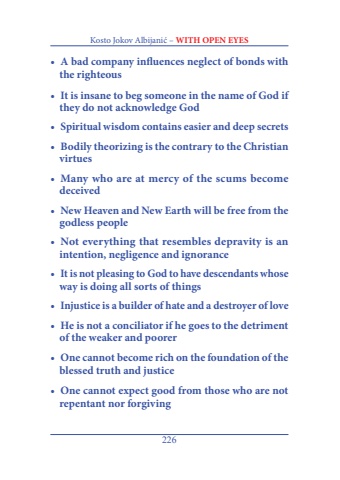 Kosto Jokov Albijanić – WITH OPEN EYES
• A bad company influences neglect of bonds with
the righteous
• It is insane to beg someone in the name of God if
they do not acknowledge God
• Spiritual wisdom contains easier and deep secrets
• Bodily theorizing is the contrary to the Christian
virtues
• Many who are at mercy of the scums become
deceived
• New Heaven and New Earth will be free from the
godless people
• Not everything that resembles depravity is an
intention, negligence and ignorance
• It is not pleasing to God to have descendants whose
way is doing all sorts of things
• Injustice is a builder of hate and a destroyer of love
• He is not a conciliator if he goes to the detriment
of the weaker and poorer
• One cannot become rich on the foundation of the
blessed truth and justice
• One cannot expect good from those who are not
repentant nor forgiving
226